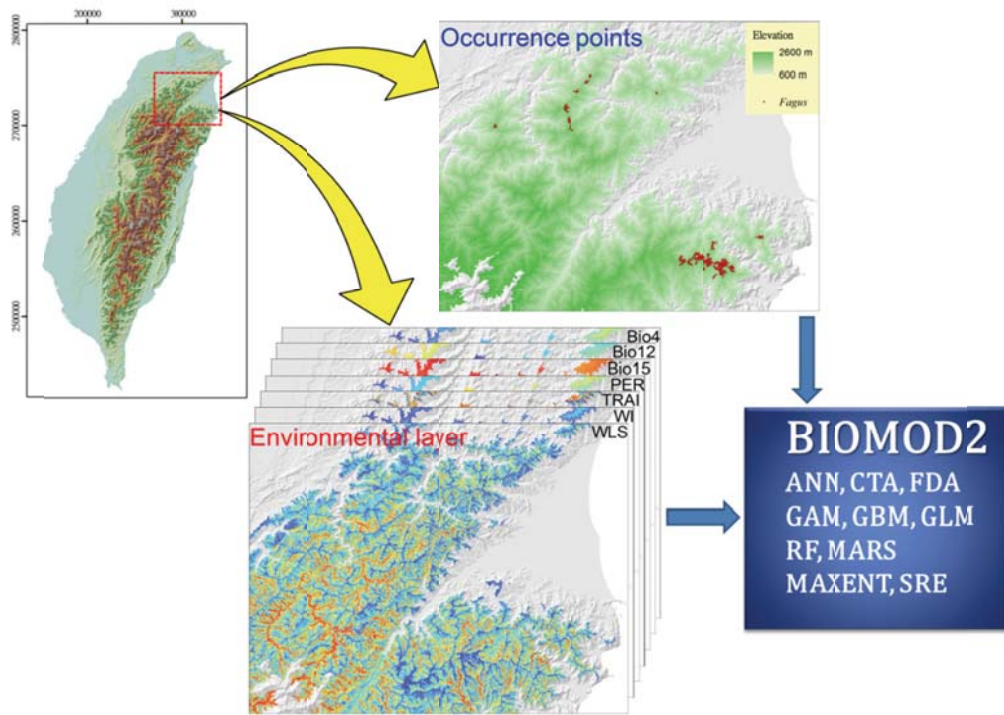 200000
300000
2800000
2700000
2600000
2500000
Occurrence points
Elevation
2600 m
600 m
Fagus
Bio4
Bio12
Bio15
PER
TRAI
WI
WLS
Environmental layer
BIOMOD2
ANN, CTA, FDA
GAN, GBM, GLM
RF, MARS
MAXENT, SRE